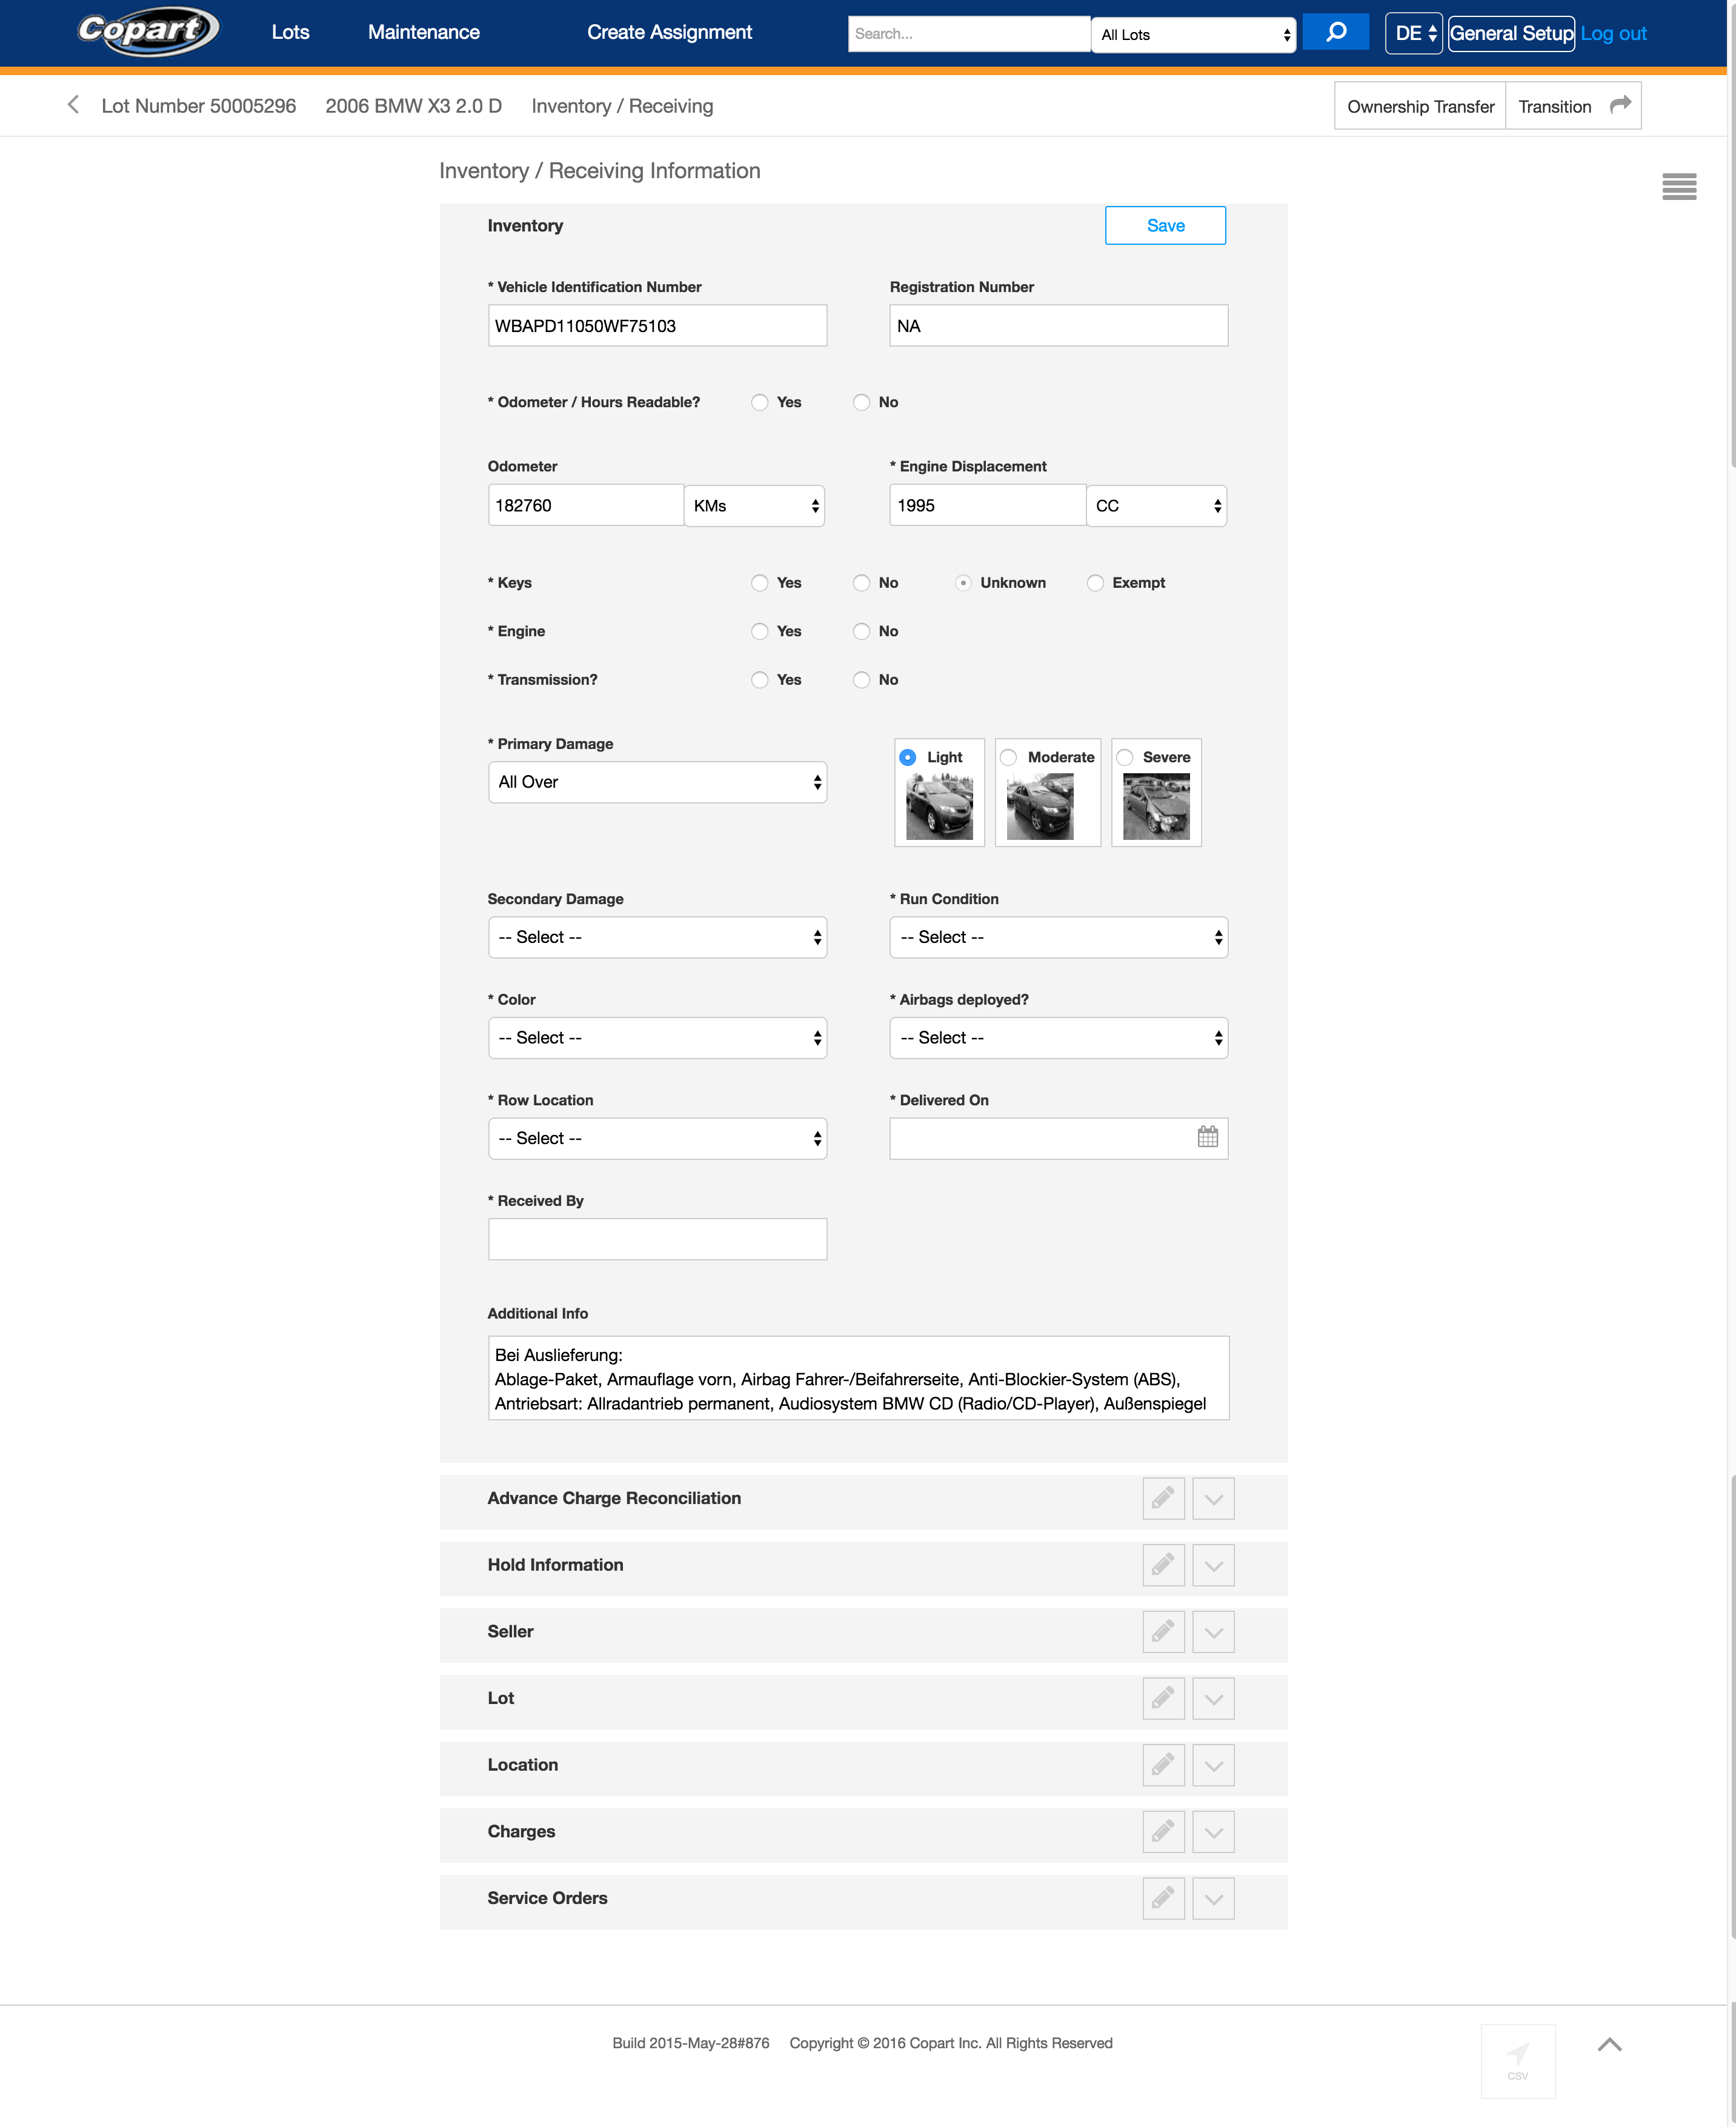 Copart
Lots Maintenance Create Assignment Search... All Lots DE General Setup Log out
Lot Number 50005296 2006 BMW X3 2.0 D Inventory / Receiving Ownership Transfer Transition
Inventory / Receiving Information
Inventory Save
* Vehicle Identification Number Registration Number
WBAPD11050WF75103 NA
* Odometer / Hours Readable? Yes No
Odometer * Engine Displacement
182760 KMs 1995 CC
* Keys Yes No Unknown Exempt
* Engine Yes No
* Transmission? Yes No
* Primary Damage Light Moderate Severe
All Over
Secondary Damage * Run Condition
-- Select -- -- Select --
* Color * Airbags deployed?
-- Select -- -- Select --
* Row Location * Delivered On
-- Select --
* Received By
Additional Info
Bei Auslieferung:
Ablage-Paket, Armauflage vorn, Airbag Fahrer-/Beifahrerseite, Anti-Blockier-System (ABS),
Antriebsart: Allradantrieb permanent, Audiosystem BMW CD (Radio/CD-Player), Außenspiegel
Advance Charge Reconciliation
Hold Information
Seller
Lot
Location
Charges
Service Orders
Build 2015-May-28#876 Copyright © 2016 Copart Inc. All Rights Reserved
CSV